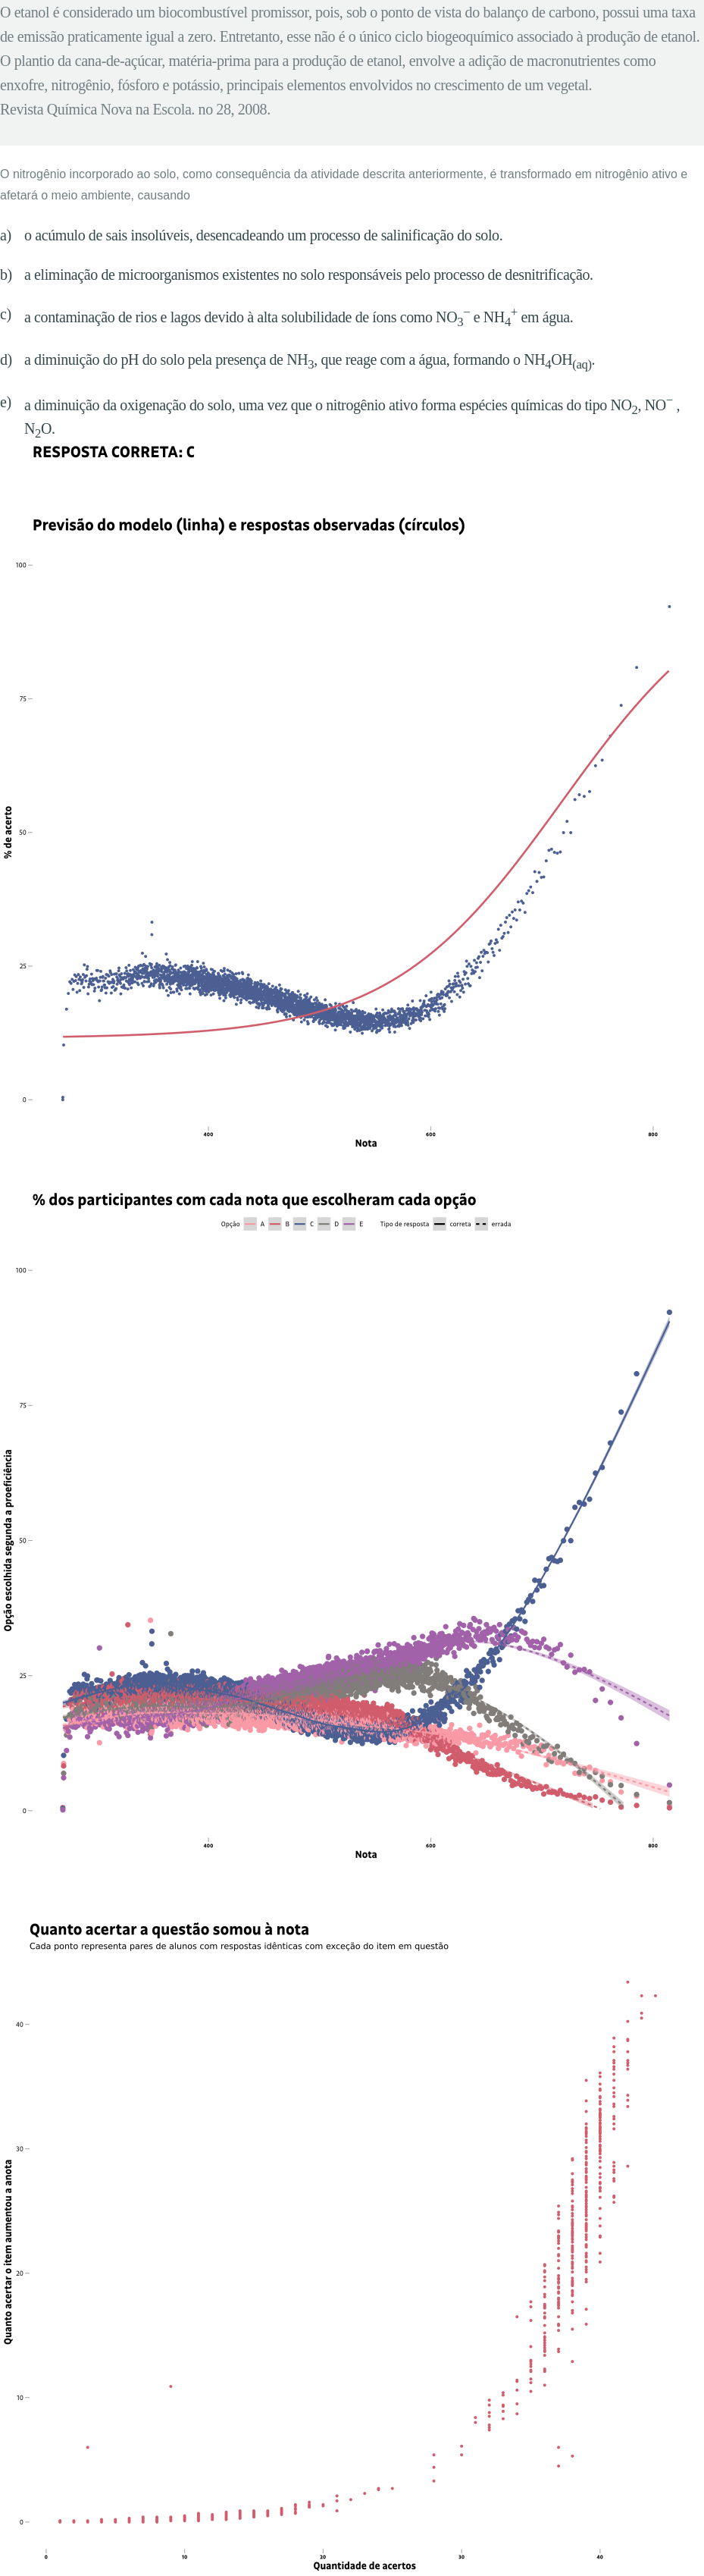 O etanol é considerado um biocombustível promissor, pois, sob o ponto de vista do balanço de carbono, possui uma taxa
de emissão praticamente igual a zero. Entretanto, esse não é o único ciclo biogeoquímico associado à produção de etanol.
O plantio da cana-de-açúcar, matéria-prima para a produção de etanol, envolve a adição de macronutrientes como
enxofre, nitrogênio, fósforo e potássio, principais elementos envolvidos no crescimento de um vegetal.
Revista Química Nova na Escola. no 28, 2008.
O nitrogênio incorporado ao solo, como consequência da atividade descrita anteriormente, é transformado em nitrogênio ativo e
afetará o meio ambiente, causando
a) o acúmulo de sais insolúveis, desencadeando um processo de salinificação do solo.
b) a eliminação de microorganismos existentes no solo responsáveis pelo processo de desnitrificação.
c) a contaminação de rios e lagos devido à alta solubilidade de íons como NO3− e NH4+ em água.
d) a diminuição do pH do solo pela presença de NH3, que reage com a água, formando o NH4OH(aq).
e) a diminuição da oxigenação do solo, uma vez que o nitrogênio ativo forma espécies químicas do tipo NO2, NO− ,
N2O.
RESPOSTA CORRETA: C
Previsão do modelo (linha) e respostas observadas (círculos)
100
75
50
25
0
% de acerto
400 600 800
Nota
% dos participantes com cada nota que escolheram cada opção
Opção A B C D E Tipo de resposta correta errada
100
75
50
25
0
Opção escolhida segunda a proeficiência
400 600 800
Nota
Quanto acertar a questão somou à nota
Cada ponto representa pares de alunos com respostas idênticas com exceção do item em questão
40
30
20
10
0
Quanto acertar o item aumentou a anota
0 10 20 30 40
Quantidade de acertos